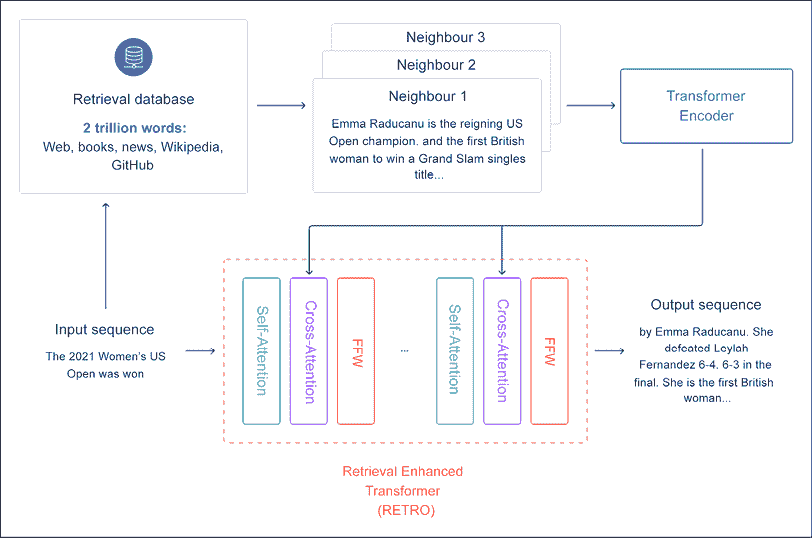 Retrieval database
2 trillion words:
Web, books, news, Wikipedia,
GitHub
Neighbour 3
Neighbour 2
Neighbour 1
Emma Raducanu is the reigning US
Open champion. and the first British
woman to win a Grand Slam singles
title...
Transformer
Encoder
Input sequence
The 2021 Women's US
Open was won
Self-Attention
Cross-Attention
FFW
...
Self-Attention
Cross-Attention
FFW
Output sequence
by Emma Raducanu. She
defeated Leylah
Fernandez 6-4. 6-3 in the
final. She is the first British
woman...
Retrieval Enhanced
Transformer
(RETRO)